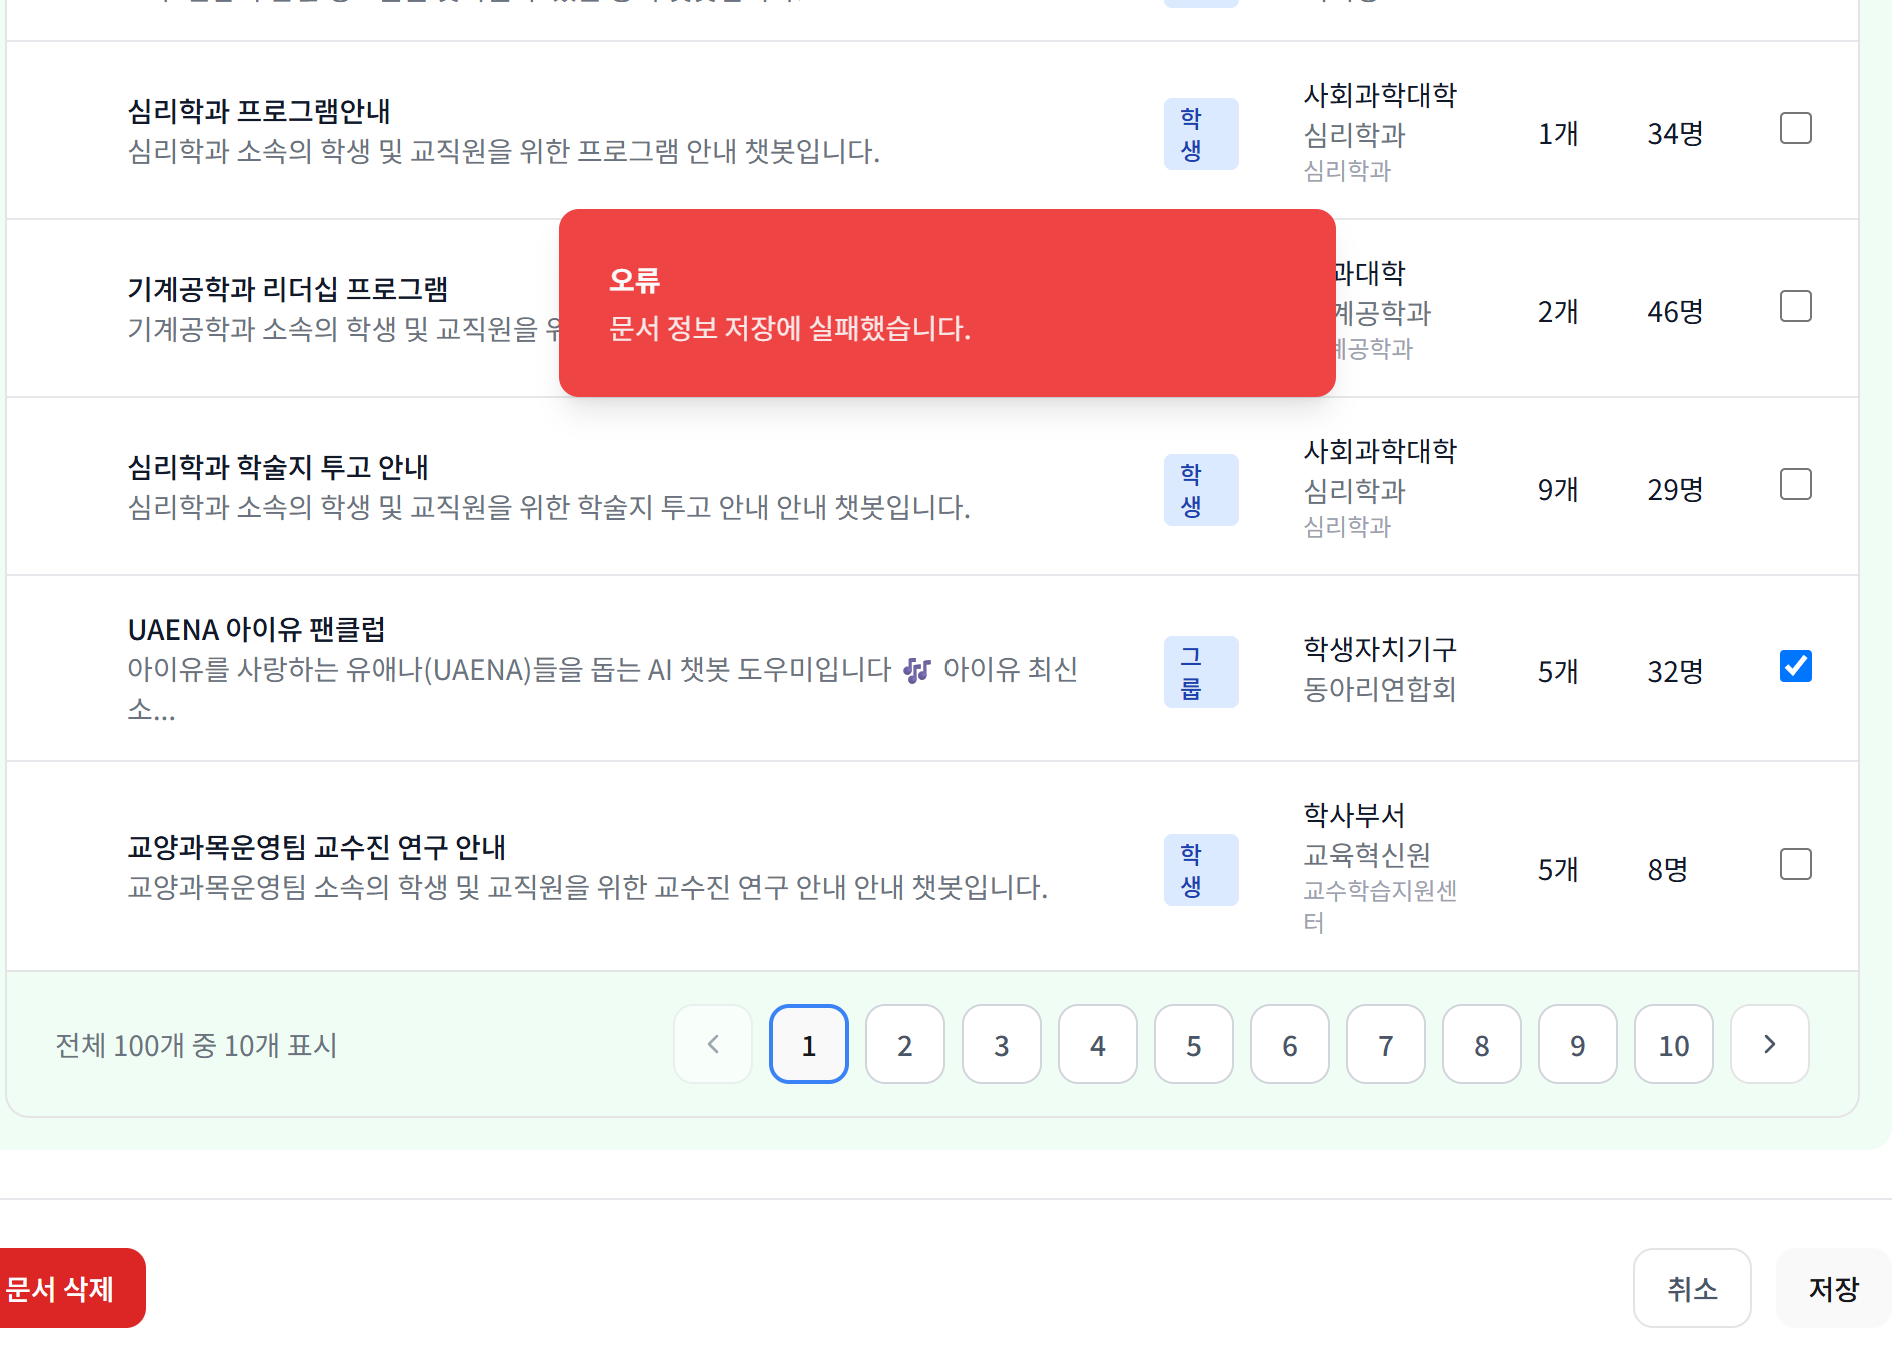 심리학과 프로그램안내
심리학과 소속의 학생 및 교직원을 위한 프로그램 안내 챗봇입니다.
학
생
사회과학대학
심리학과
심리학과
1개
34명
기계공학과 리더십 프로그램
기계공학과 소속의 학생 및 교직원을
오류
문서 정보 저장에 실패했습니다.
과대학
계공학과
계공학과
2개
46명
심리학과 학술지 투고 안내
심리학과 소속의 학생 및 교직원을 위한 학술지 투고 안내 안내 챗봇입니다.
학
생
사회과학대학
심리학과
심리학과
9개
29명
UAENA 아이유 팬클럽
아이유를 사랑하는 유애나(UAENA)들을 돕는 AI 챗봇 도우미입니다 🎶 아이유 최신
소...
그
룹
학생자치기구
동아리연합회
5개
32명
교양과목운영팀 교수진 연구 안내
교양과목운영팀 소속의 학생 및 교직원을 위한 교수진 연구 안내 안내 챗봇입니다.
학
생
학사부서
교육혁신원
교수학습지원센
터
5개
8명
전체 100개 중 10개 표시
1 2 3 4 5 6 7 8 9 10
문서 삭제
취소
저장